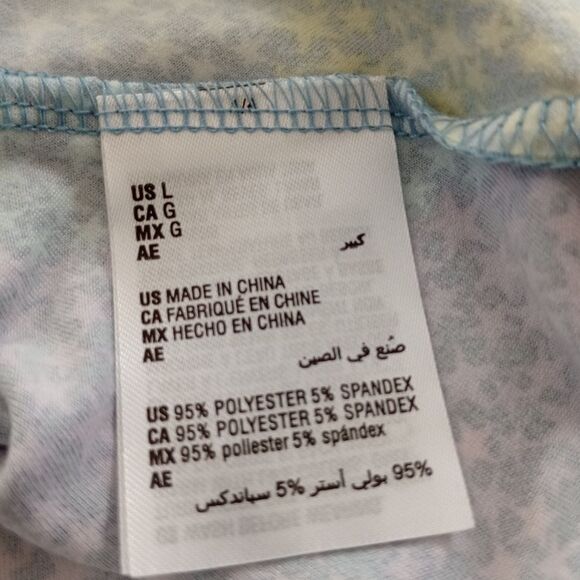 US L
CA G
MX G
AE
كبير
US MADE IN CHINA
CA FABRIQUÉ EN CHINE
MX HECHO EN CHINA
AE
صُنع في الصين
US 95% POLYESTER 5% SPANDEX
CA 95% POLYESTER 5% SPANDEX
MX 95% poliester 5% spándex
AE
95% بولي أستر 5% سباندكس